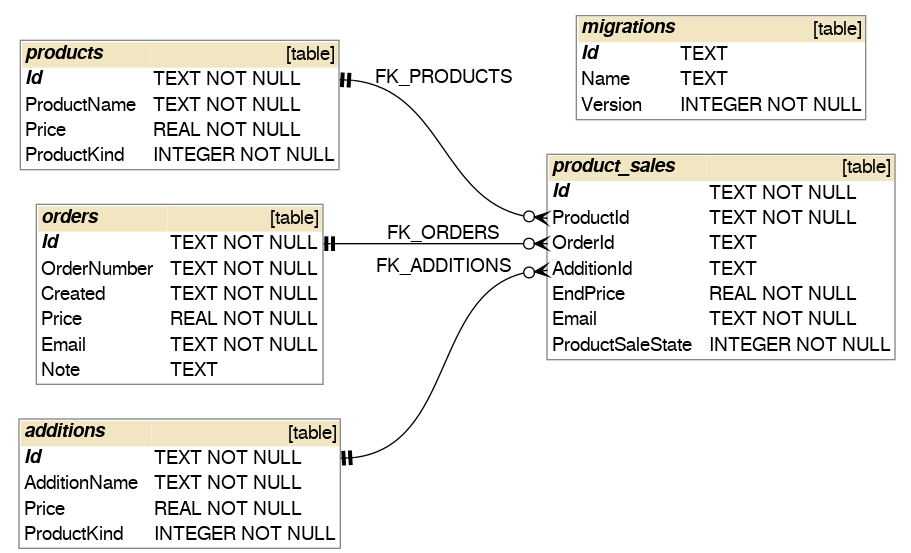 products [table]
Id TEXT NOT NULL
ProductName TEXT NOT NULL
Price REAL NOT NULL
ProductKind INTEGER NOT NULL
orders [table]
Id TEXT NOT NULL
OrderNumber TEXT NOT NULL
Created TEXT NOT NULL
Price REAL NOT NULL
Email TEXT NOT NULL
Note TEXT
additions [table]
Id TEXT NOT NULL
AdditionName TEXT NOT NULL
Price REAL NOT NULL
ProductKind INTEGER NOT NULL
FK_PRODUCTS
FK_ORDERS
FK_ADDITIONS
migrations [table]
Id TEXT
Name TEXT
Version INTEGER NOT NULL
product_sales [table]
Id TEXT NOT NULL
ProductId TEXT NOT NULL
OrderId TEXT
AdditionId TEXT
EndPrice REAL NOT NULL
Email TEXT NOT NULL
ProductSaleState INTEGER NOT NULL